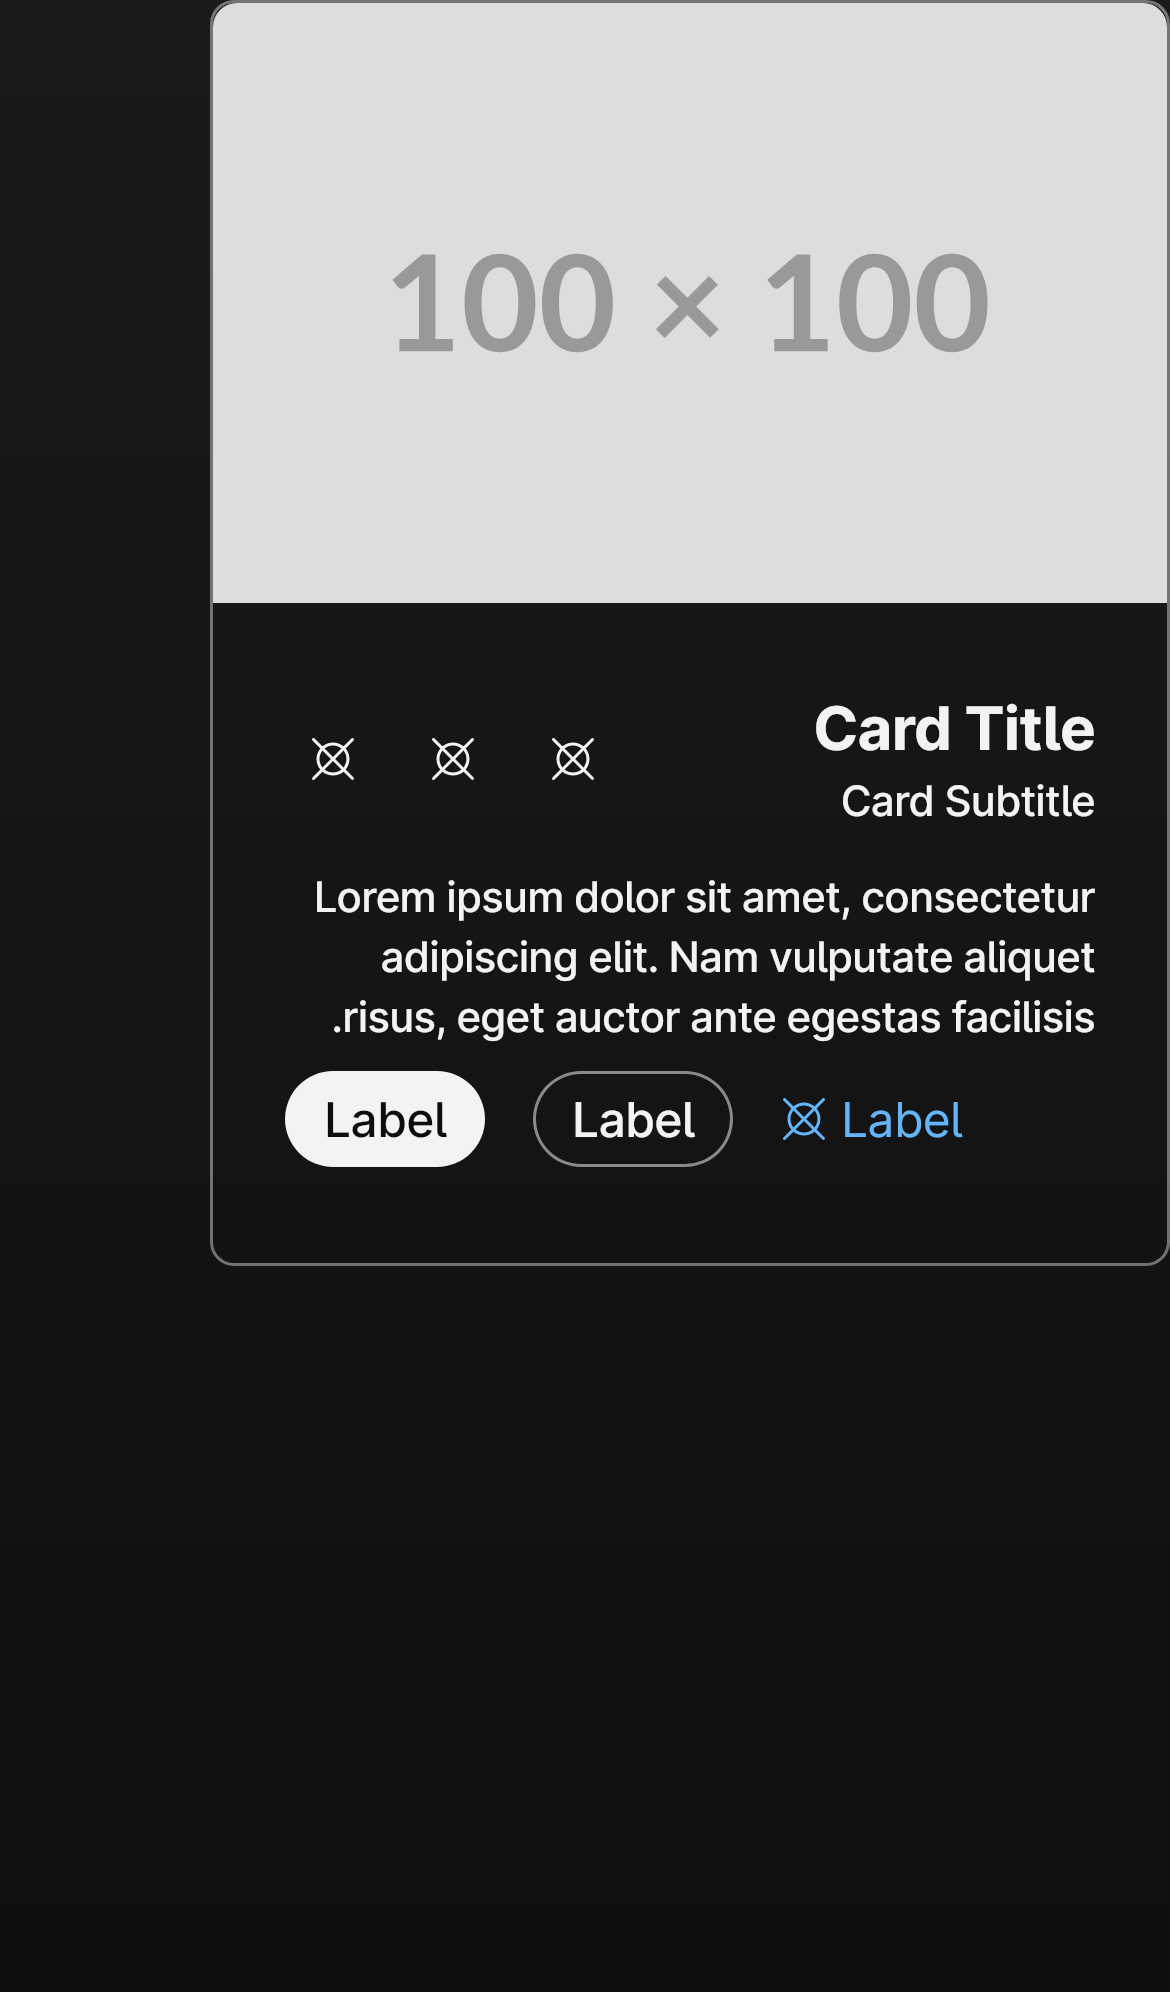 100 × 100
Card Title
Card Subtitle
Lorem ipsum dolor sit amet, consectetur
adipiscing elit. Nam vulputate aliquet
.risus, eget auctor ante egestas facilisis
Label Label Label